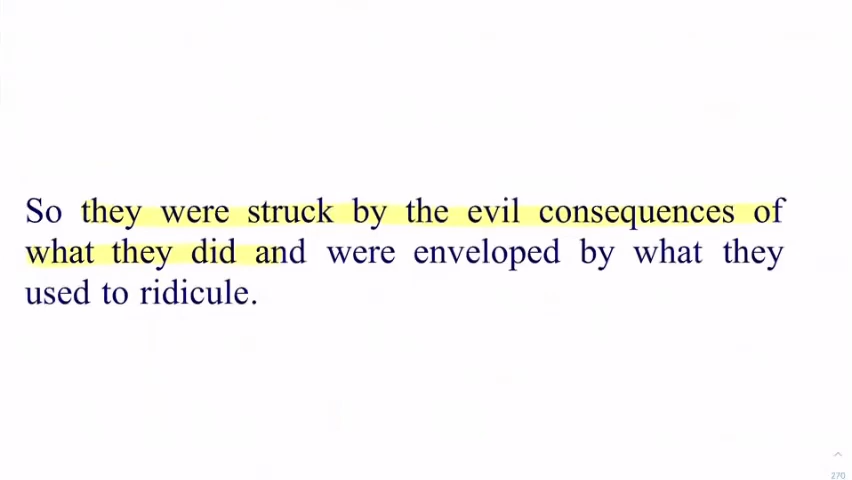 So they were struck by the evil consequences of
what they did and were enveloped by what they
used to ridicule.
270